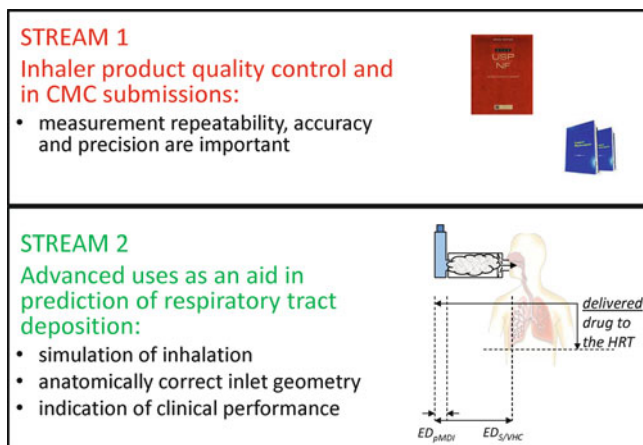 STREAM 1
Inhaler product quality control and
in CMC submissions:
• measurement repeatability, accuracy
and precision are important
USP
NF
STREAM 2
Advanced uses as an aid in
prediction of respiratory tract
deposition:
• simulation of inhalation
• anatomically correct inlet geometry
• indication of clinical performance
delivered
drug to
the HRT
ED_pMDI
ED_S/VHC